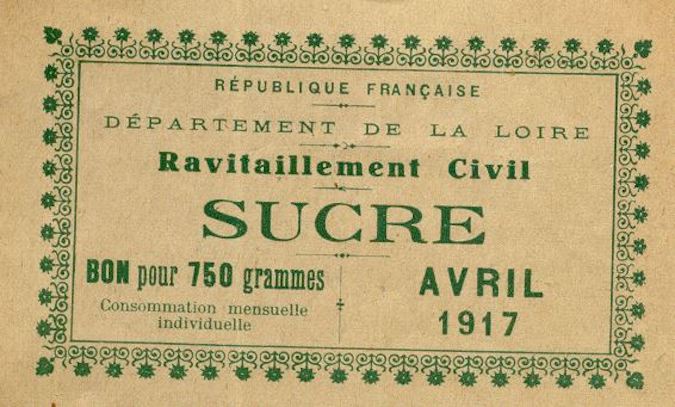 RÉPUBLIQUE FRANÇAISE
DÉPARTEMENT DE LA LOIRE
Ravitaillement Civil
SUCRE
BON pour 750 grammes
Consommation mensuelle
individuelle
AVRIL
1917